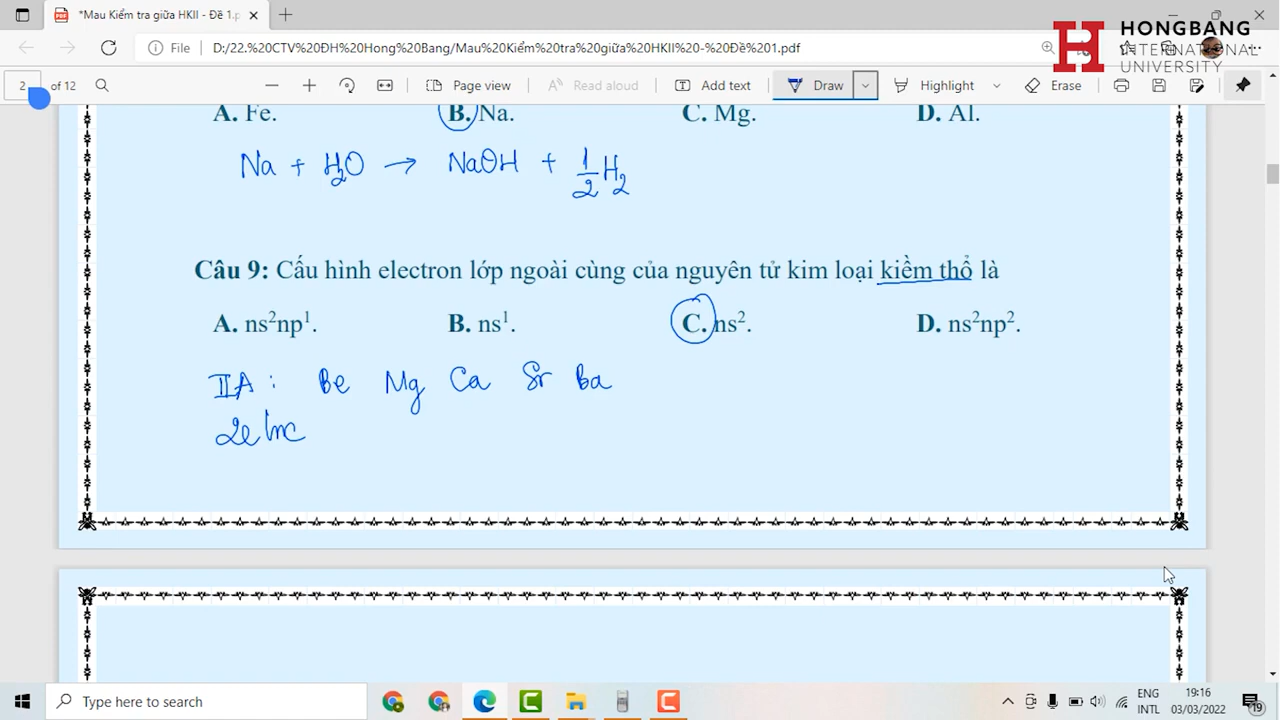 *Mau Kiểm tra giữa HKII - Đề 1.p
HONGBANG
INTERNATIONAL
UNIVERSITY
File D:/22.%20CTV%20ĐH%20Hong%20Bang/Mau%20Kiểm%20tra%20giữa%20HKII%20-%20Đề%201.pdf
2 of 12 Page view Read aloud Add text Draw Highlight Erase
A. Fe. B. Na. C. Mg. D. Al.
Na + H₂O → NaOH + 1/2 H₂
Câu 9: Cấu hình electron lớp ngoài cùng của nguyên tử kim loại kiềm thổ là
A. ns²np¹. B. ns¹. C. ns². D. ns²np².
IIA : Be Mg Ca Sr Ba
2e lnc
Type here to search
ENG 19:16
INTL 03/03/2022 19